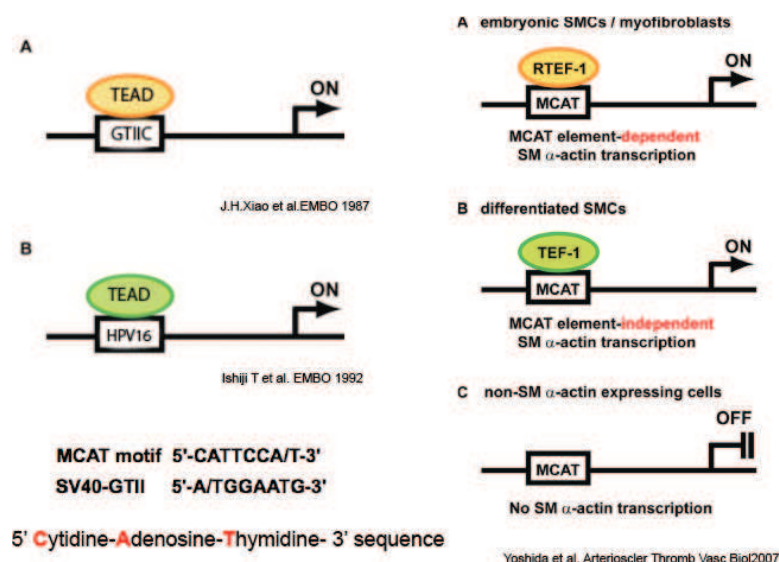 A
TEAD
GTIIC
ON
J.H.Xiao et al.EMBO 1987
B
TEAD
HPV16
ON
Ishiji T et al. EMBO 1992
MCAT motif 5'-CATTCCA/T-3'
SV40-GTII 5'-A/TGGAATG-3'
5' Cytidine-Adenosine-Thymidine- 3' sequence
A embryonic SMCs / myofibroblasts
RTEF-1
MCAT
ON
MCAT element-dependent
SM α-actin transcription
B differentiated SMCs
TEF-1
MCAT
ON
MCAT element-independent
SM α-actin transcription
C non-SM α-actin expressing cells
OFF
MCAT
No SM α-actin transcription
Yoshida et al. Arterioscler Thromb Vasc Biol2007